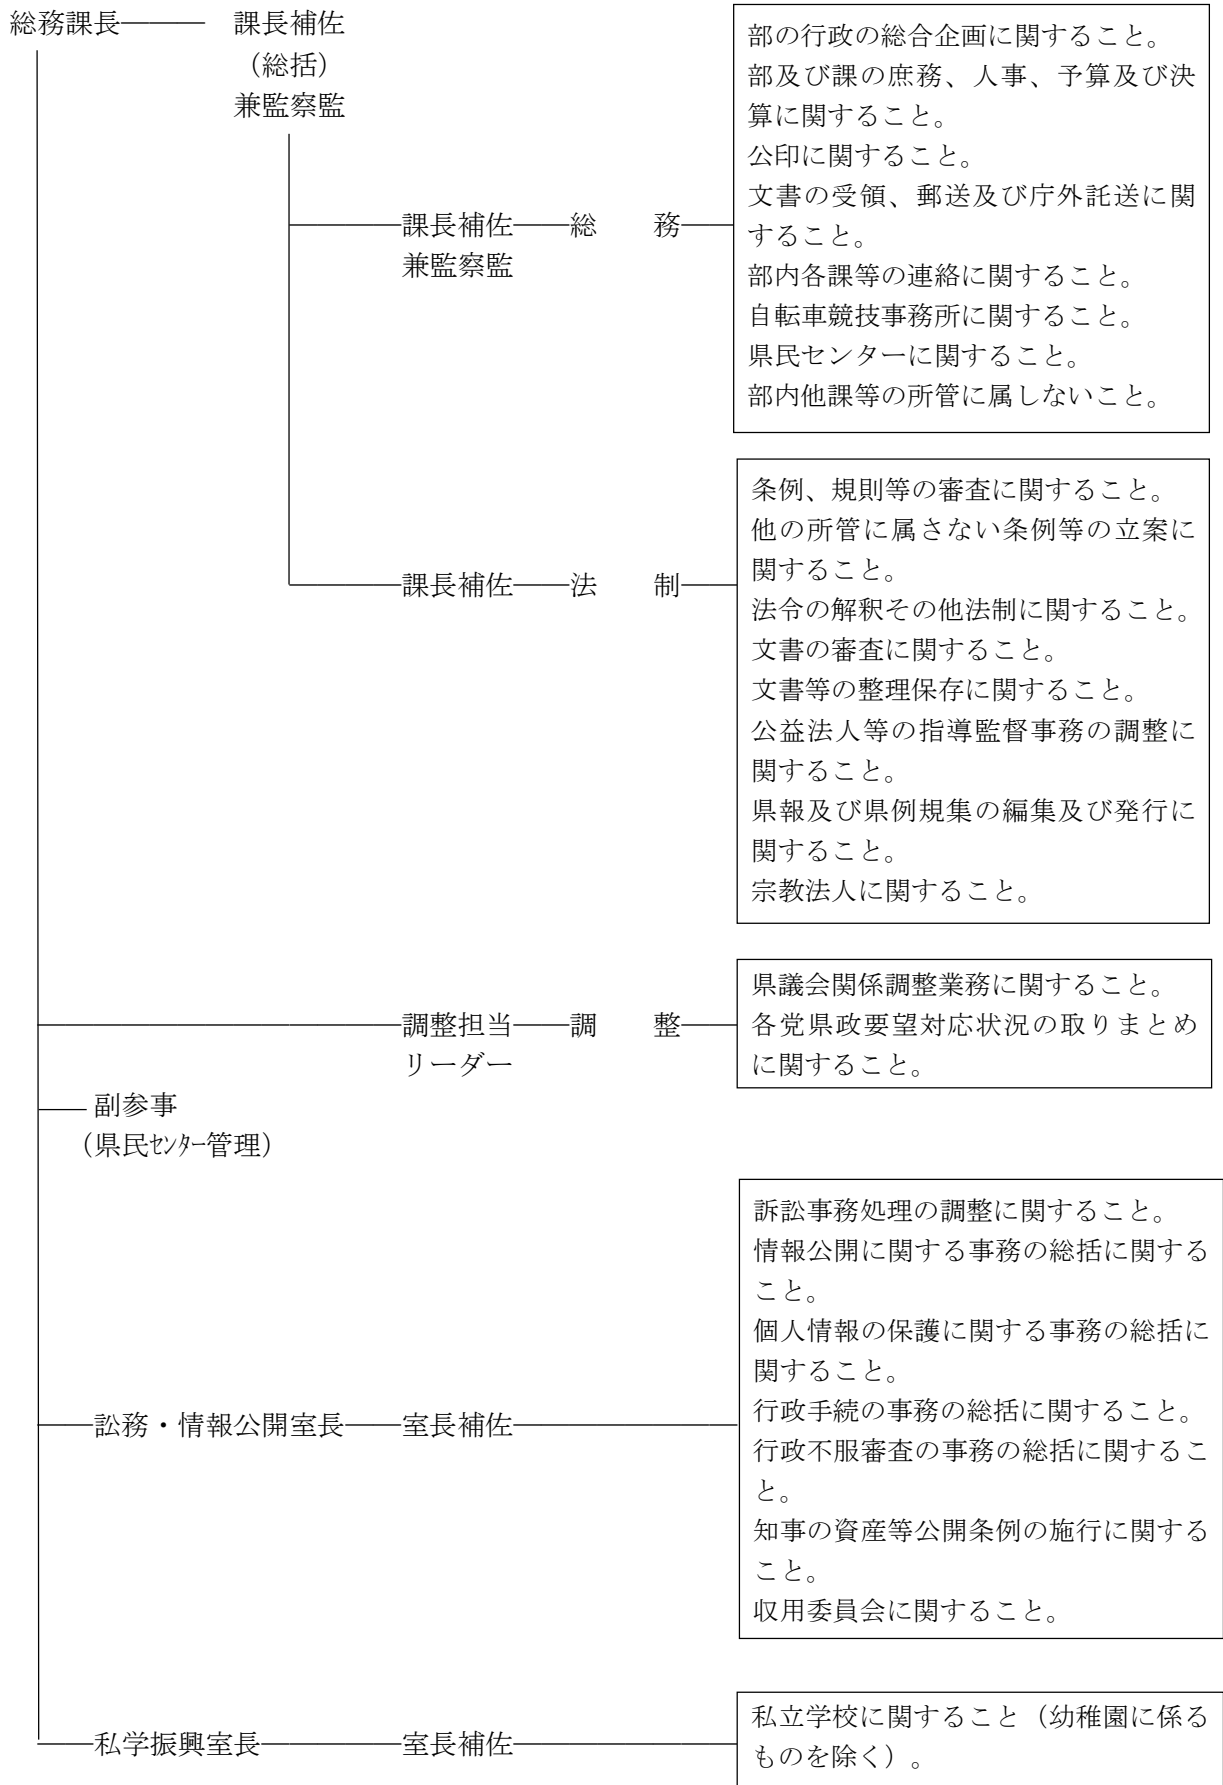 総務課長――― 課長補佐
（総括）
兼監察監
部の行政の総合企画に関すること。
部及び課の庶務、人事、予算及び決
算に関すること。
公印に関すること。
文書の受領、郵送及び庁外託送に関
すること。
部内各課等の連絡に関すること。
自転車競技事務所に関すること。
県民センターに関すること。
部内他課等の所管に属しないこと。
課長補佐――総　務
兼監察監
条例、規則等の審査に関すること。
他の所管に属さない条例等の立案に
関すること。
法令の解釈その他法制に関すること。
文書の審査に関すること。
文書等の整理保存に関すること。
公益法人等の指導監督事務の調整に
関すること。
県報及び県例規集の編集及び発行に
関すること。
宗教法人に関すること。
課長補佐――法　制
県議会関係調整業務に関すること。
各党県政要望対応状況の取りまとめ
に関すること。
調整担当――調　整
リーダー
副参事
（県民ｾﾝﾀｰ管理）
訴訟事務処理の調整に関すること。
情報公開に関する事務の総括に関する
こと。
個人情報の保護に関する事務の総括に
関すること。
行政手続の事務の総括に関すること。
行政不服審査の事務の総括に関するこ
と。
知事の資産等公開条例の施行に関する
こと。
収用委員会に関すること。
訟務・情報公開室長――室長補佐
私立学校に関すること（幼稚園に係る
ものを除く）。
私学振興室長――室長補佐